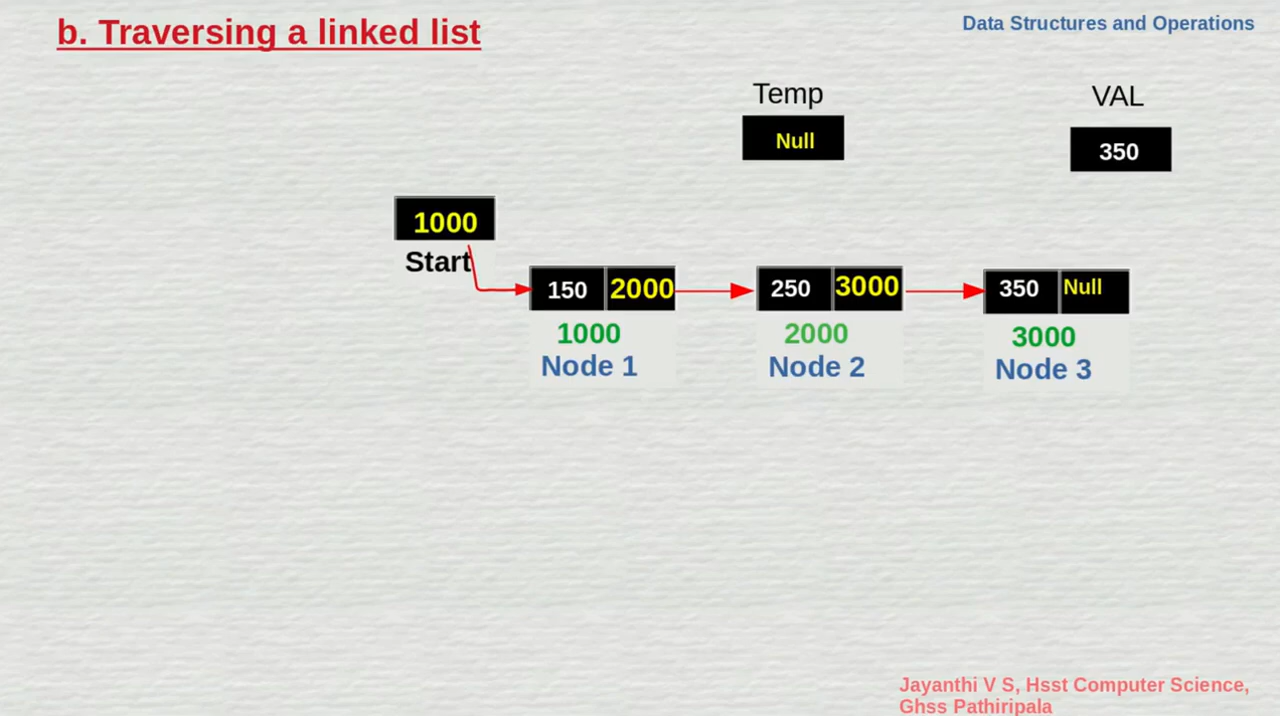 b. Traversing a linked list
Data Structures and Operations
Temp
VAL
Null
350
1000
Start
150 2000
250 3000
350 Null
1000
2000
3000
Node 1
Node 2
Node 3
Jayanthi V S, Hsst Computer Science,
Ghss Pathiripala